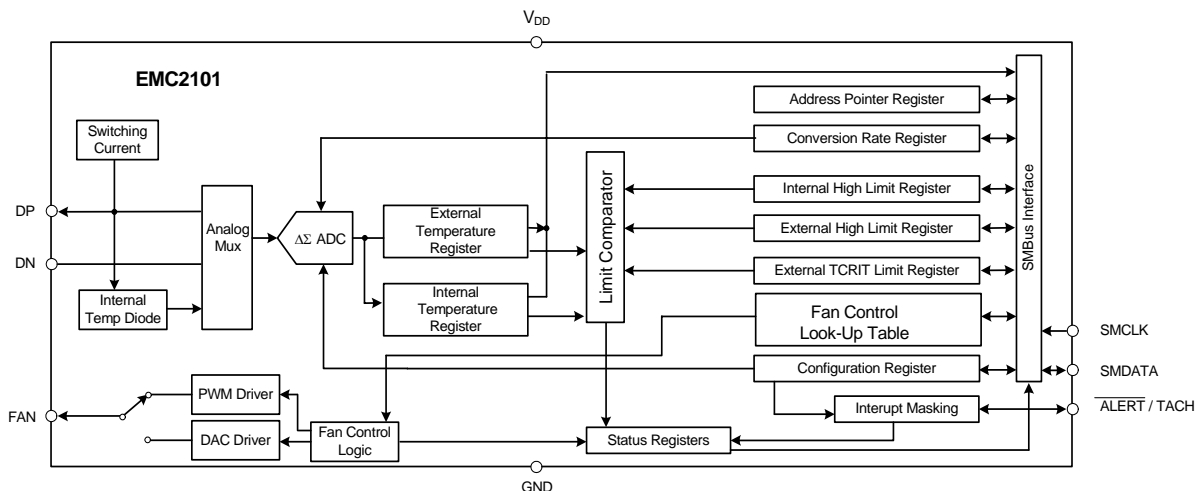 V_DD
EMC2101
Switching
Current
Address Pointer Register
Conversion Rate Register
DP
DN
Analog
Mux
ΔΣ ADC
External
Temperature
Register
Internal
Temperature
Register
Internal
Temp Diode
Limit Comparator
Internal High Limit Register
External High Limit Register
External TCRIT Limit Register
Fan Control
Look-Up Table
Configuration Register
Interupt Masking
SMBus Interface
SMCLK
SMDATA
ALERT / TACH
FAN
PWM Driver
DAC Driver
Fan Control
Logic
Status Registers
GND